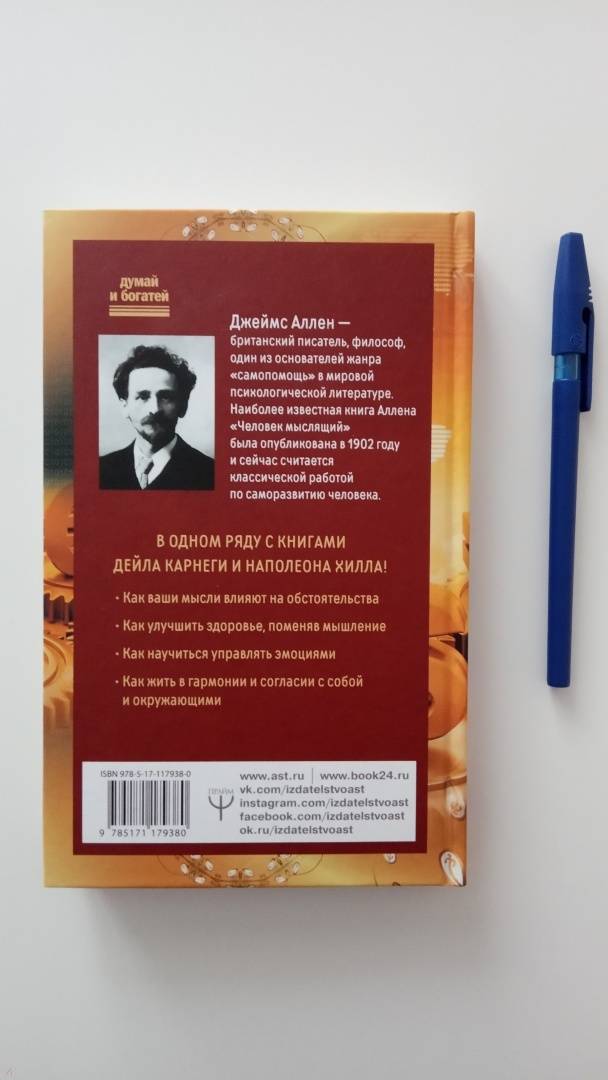 думай
и богатей
Джеймс Аллен —
британский писатель, философ,
один из основателей жанра
«самопомощь» в мировой
психологической литературе.
Наиболее известная книга Аллена
«Человек мыслящий»
была опубликована в 1902 году
и сейчас считается
классической работой
по саморазвитию человека.
В ОДНОМ РЯДУ С КНИГАМИ
ДЕЙЛА КАРНЕГИ И НАПОЛЕОНА ХИЛЛА!
• Как ваши мысли влияют на обстоятельства
• Как улучшить здоровье, поменяв мышление
• Как научиться управлять эмоциями
• Как жить в гармонии и согласии с собой
и окружающими
ISBN 978-5-17-117938-0
9 785171 179380
ПРАЙМ
www.ast.ru | www.book24.ru
vk.com/izdatelstvoast
instagram.com/izdatelstvoast
facebook.com/izdatelstvoast
ok.ru/izdatelstvoast